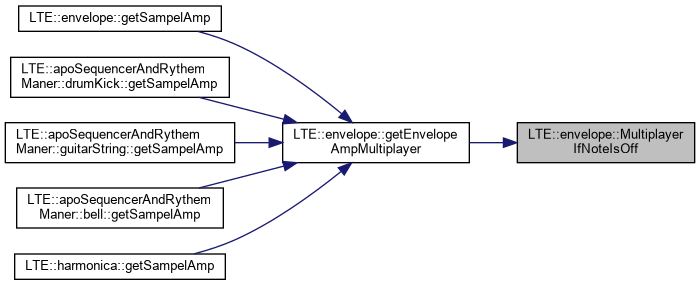 LTE::envelope::getSampelAmp
LTE::apoSequencerAndRythem
Maner::drumKick::getSampelAmp
LTE::apoSequencerAndRythem
Maner::guitarString::getSampelAmp
LTE::apoSequencerAndRythem
Maner::bell::getSampelAmp
LTE::harmonica::getSampelAmp
LTE::envelope::getEnvelope
AmpMultiplayer
LTE::envelope::Multiplayer
IfNoteIsOff